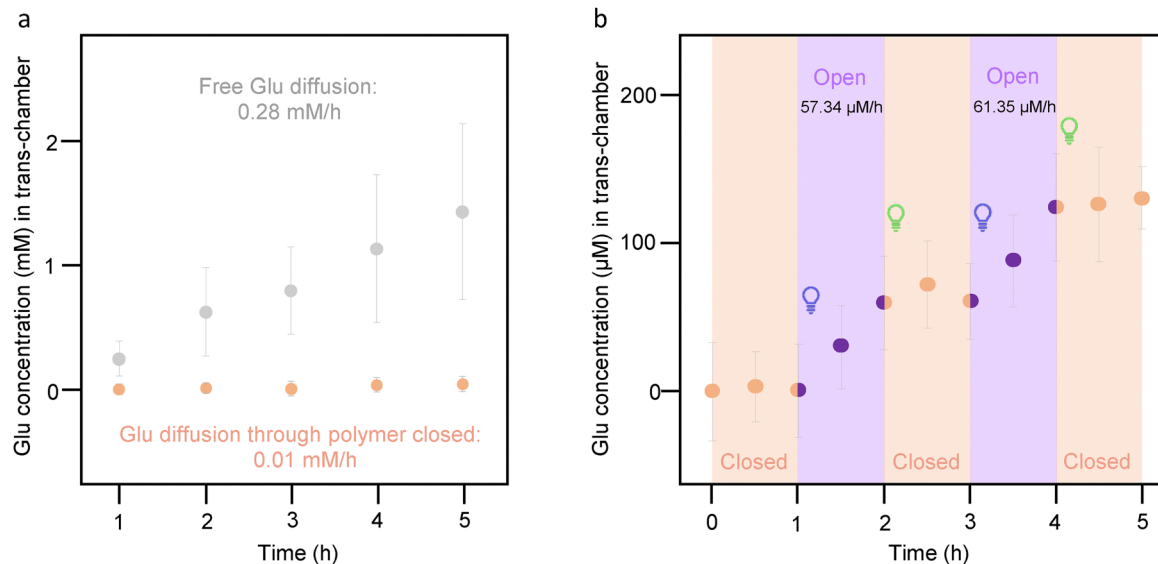 a
Glu concentration (mM) in trans-chamber
2
1
0
Free Glu diffusion:
0.28 mM/h
Glu diffusion through polymer closed:
0.01 mM/h
1 2 3 4 5
Time (h)
b
Glu concentration (µM) in trans-chamber
200
100
0
Open
57.34 µM/h
Open
61.35 µM/h
Closed
Closed
Closed
0 1 2 3 4 5
Time (h)